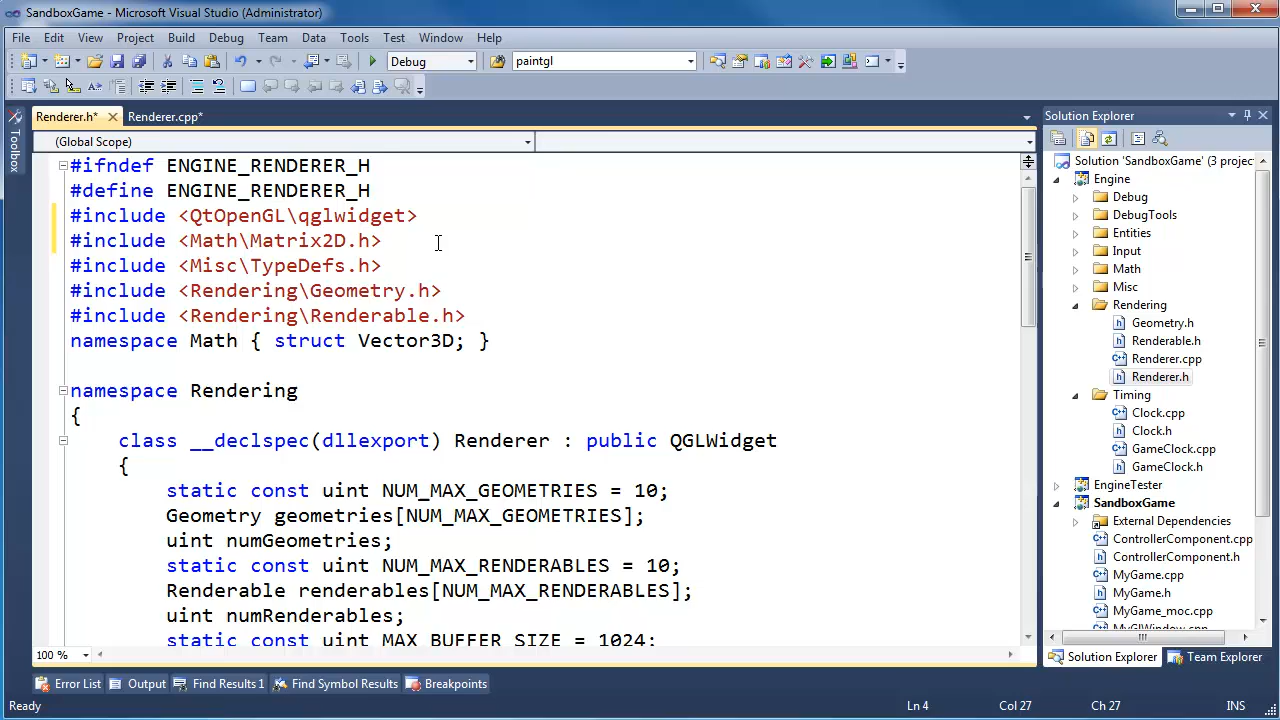 SandboxGame - Microsoft Visual Studio (Administrator)
File Edit View Project Build Debug Team Data Tools Test Window Help
Debug paintgl
Renderer.h* Renderer.cpp*
(Global Scope)
#ifndef ENGINE_RENDERER_H
#define ENGINE_RENDERER_H
#include <QtOpenGL\qglwidget>
#include <Math\Matrix2D.h>
#include <Misc\TypeDefs.h>
#include <Rendering\Geometry.h>
#include <Rendering\Renderable.h>
namespace Math { struct Vector3D; }
namespace Rendering
{
class __declspec(dllexport) Renderer : public QGLWidget
{
static const uint NUM_MAX_GEOMETRIES = 10;
Geometry geometries[NUM_MAX_GEOMETRIES];
uint numGeometries;
static const uint NUM_MAX_RENDERABLES = 10;
Renderable renderables[NUM_MAX_RENDERABLES];
uint numRenderables;
static const uint MAX_BUFFER_SIZE = 1024;
100 %
Toolbox
Solution Explorer
Solution 'SandboxGame' (3 projec
Engine
Debug
DebugTools
Entities
Input
Math
Misc
Rendering
Geometry.h
Renderable.h
Renderer.cpp
Renderer.h
Timing
Clock.cpp
Clock.h
GameClock.cpp
GameClock.h
EngineTester
SandboxGame
External Dependencies
ControllerComponent.cpp
ControllerComponent.h
MyGame.cpp
MyGame.h
MyGame_moc.cpp
MyGlWindow.cpp
Solution Explorer Team Explorer
Error List Output Find Results 1 Find Symbol Results Breakpoints
Ready Ln 4 Col 27 Ch 27 INS